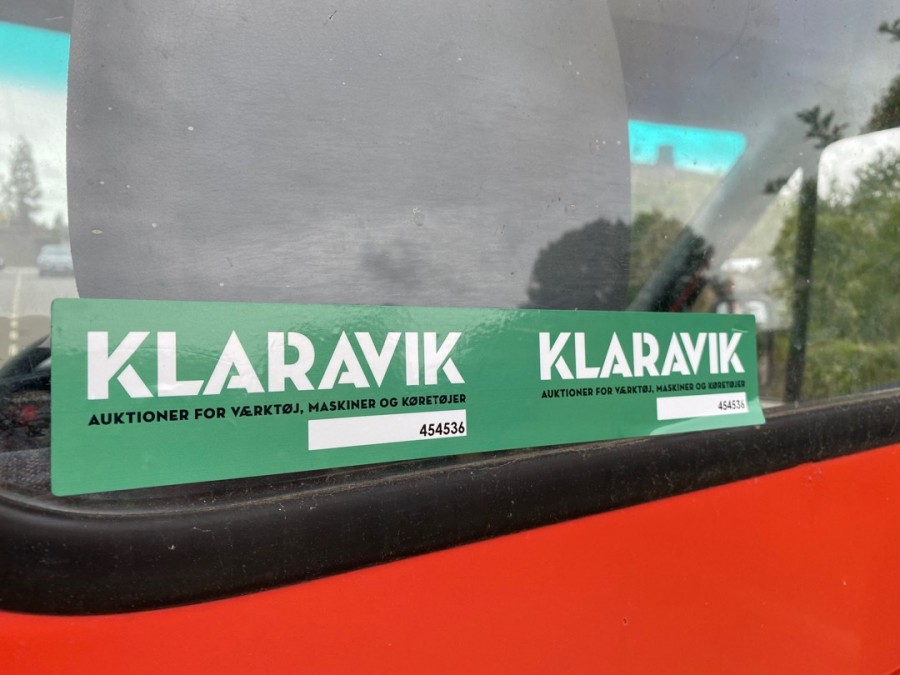 KLARAVIK
AUKTIONER FOR VÆRKTØJ, MASKINER OG KØRETØJER
454536
KLARAVIK
AUKTIONER FOR VÆRKTØJ, MASKINER OG KØRETØJER
454536